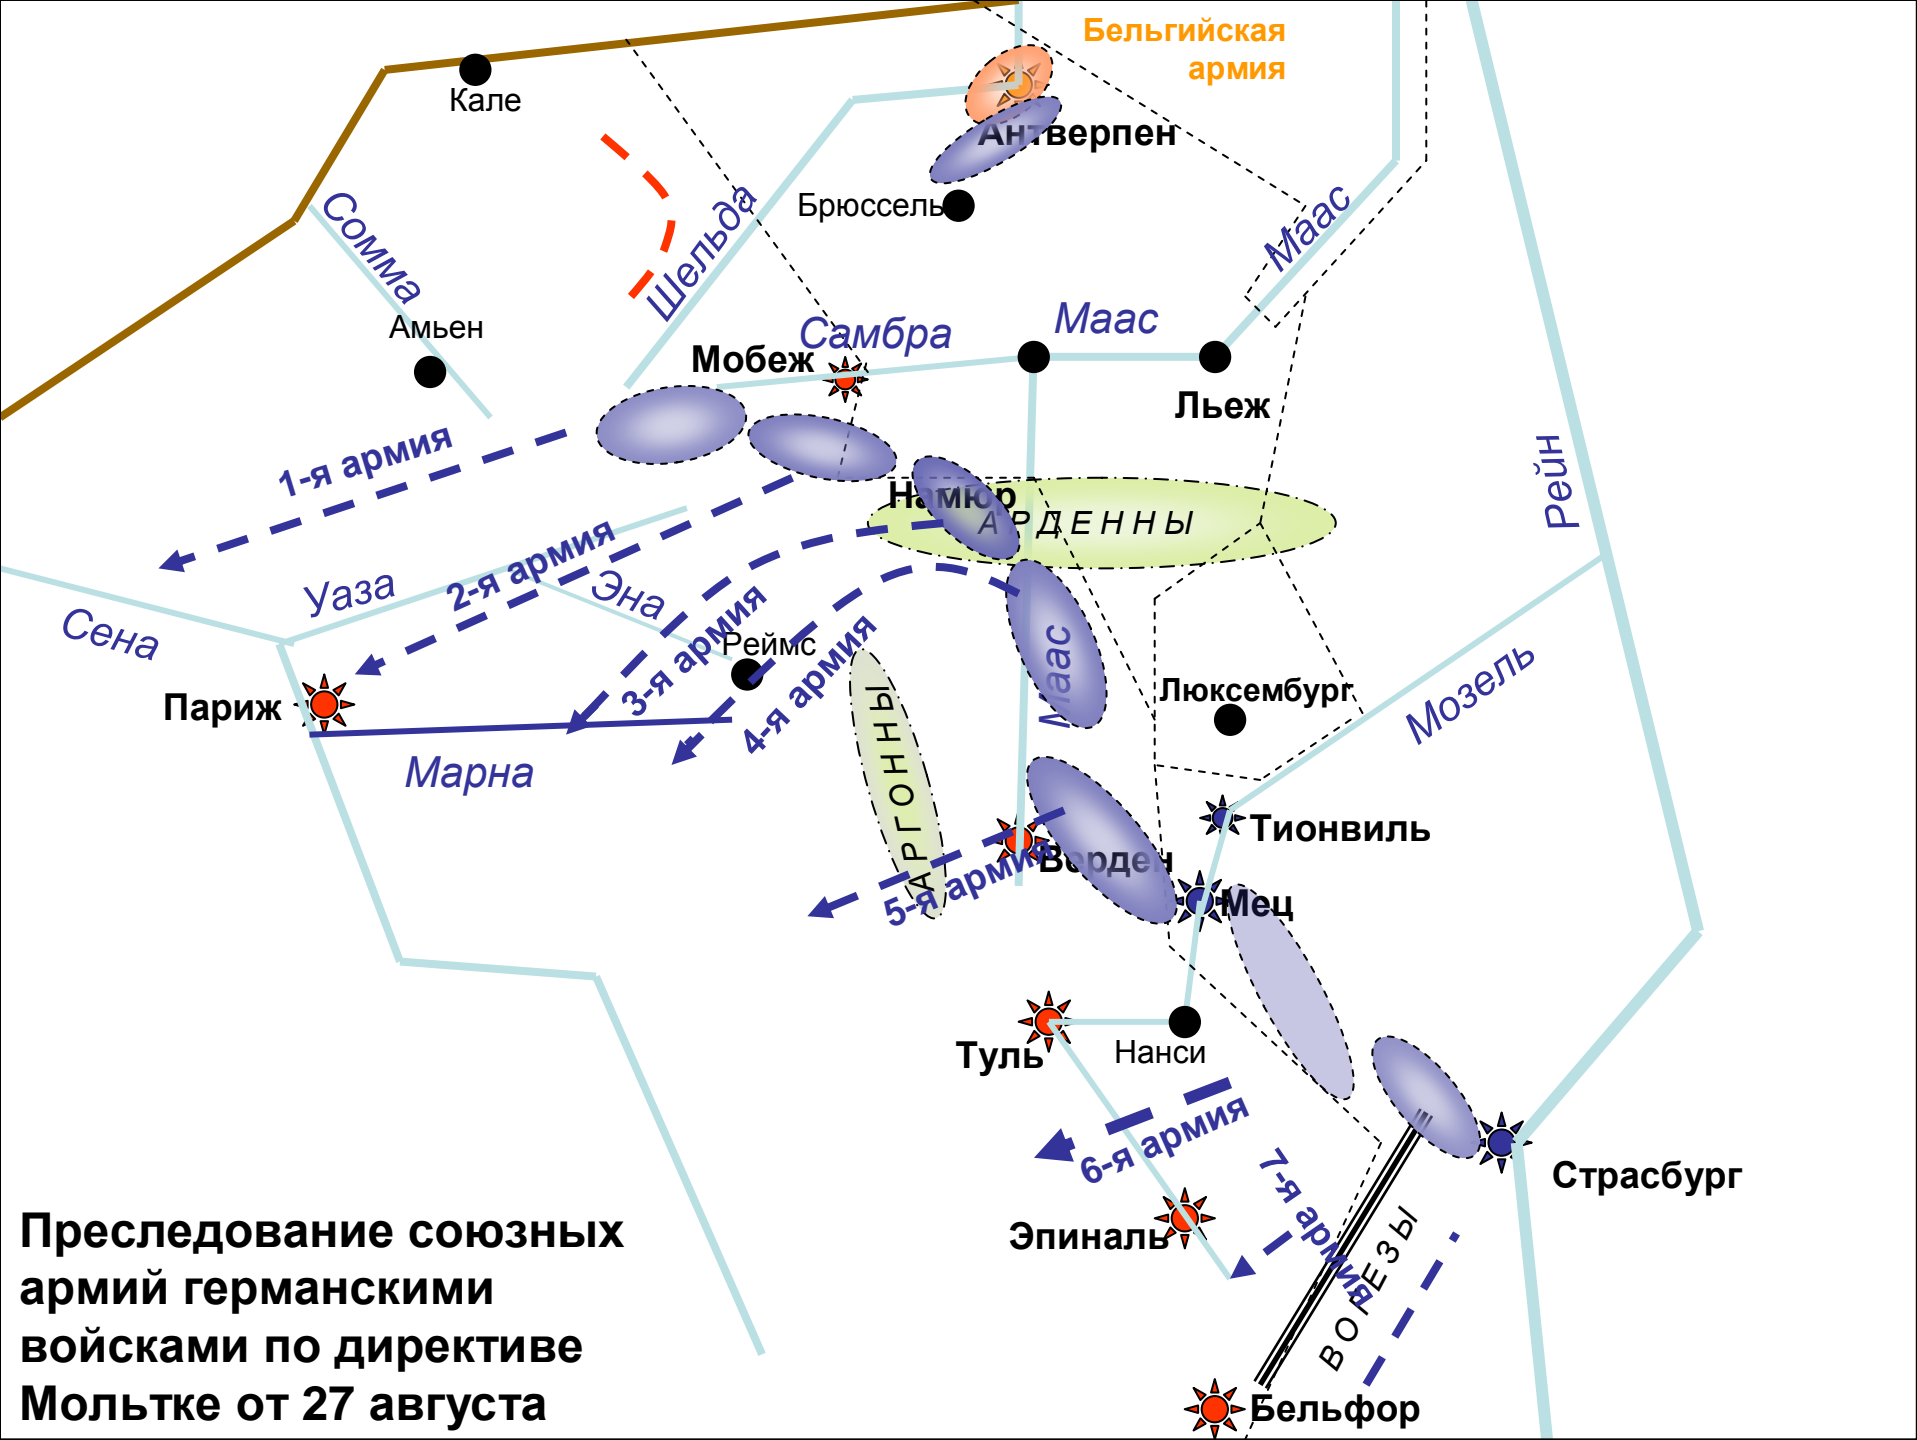 Бельгийская
армия
Кале
Антверпен
Брюссель
Сомма
Шельда
Маас
Амьен
Мобеж
Самбра
Маас
Льеж
Рейн
1-я армия
Намюр
АРДЕННЫ
2-я армия
Уаза
Эна
Сена
3-я армия
Реймс
4-я армия
Маас
Париж
Марна
АРГОННЫ
Люксембург
Мозель
Тионвиль
Верден
5-я армия
Мец
Туль
Нанси
6-я армия
7-я армия
Страсбург
Эпиналь
ВОГЕЗЫ
Бельфор
Преследование союзных
армий германскими
войсками по директиве
Мольтке от 27 августа